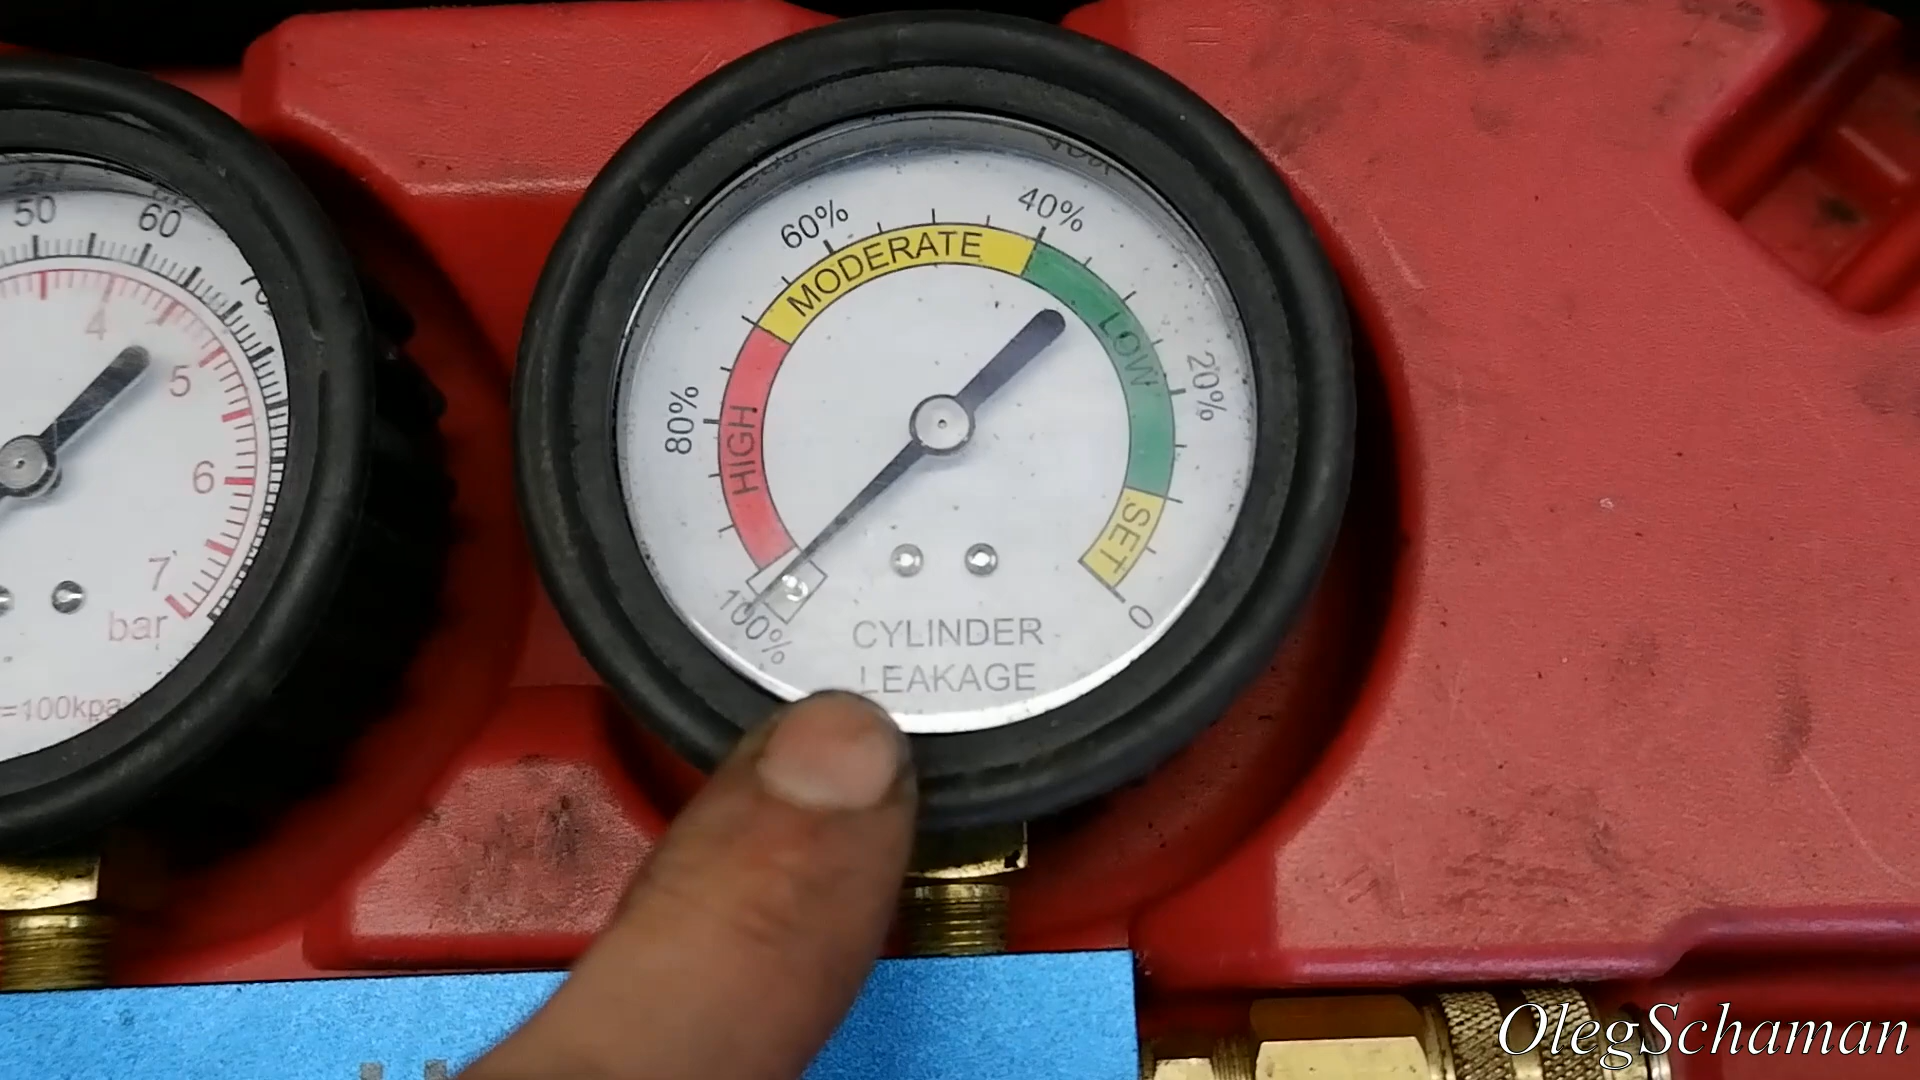 50
60
4
5
6
7
bar
=100kpa
60%
40%
MODERATE
LOW
20%
80%
HIGH
SET
100%
0
CYLINDER
LEAKAGE
OlegSchaman